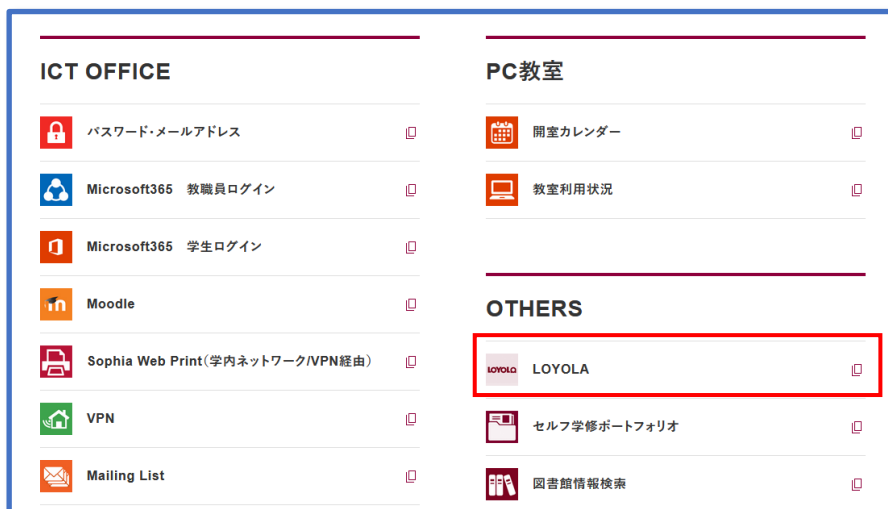 ICT OFFICE
パスワード・メールアドレス
Microsoft365　教職員ログイン
Microsoft365　学生ログイン
Moodle
Sophia Web Print（学内ネットワーク/VPN経由）
VPN
Mailing List
PC教室
開室カレンダー
教室利用状況
OTHERS
LOYOLA LOYOLA
セルフ学修ポートフォリオ
図書館情報検索